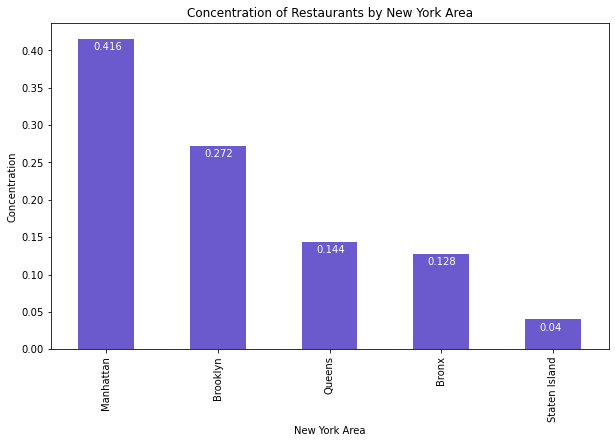 Concentration of Restaurants by New York Area
Concentration
0.40
0.35
0.30
0.25
0.20
0.15
0.10
0.05
0.00
0.416
0.272
0.144
0.128
0.04
Manhattan
Brooklyn
Queens
Bronx
Staten Island
New York Area